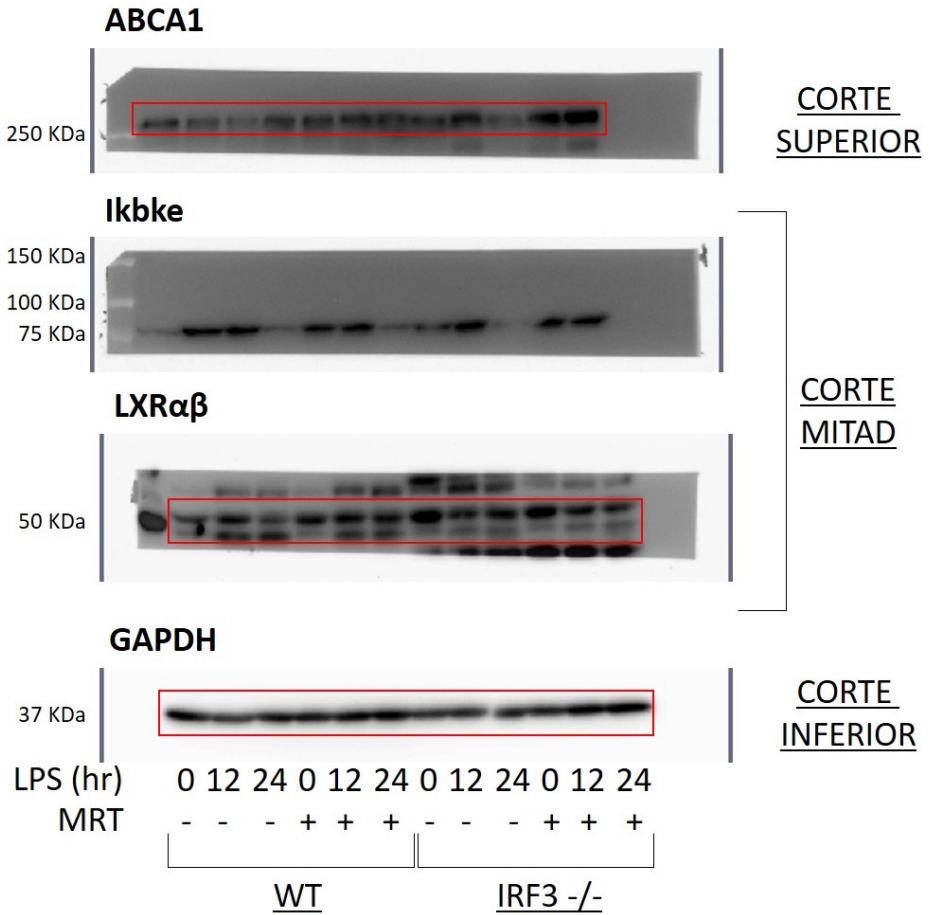 ABCA1
250 KDa
CORTE
SUPERIOR
Ikbke
150 KDa
100 KDa
75 KDa
LXRαβ
CORTE
MITAD
50 KDa
GAPDH
37 KDa
CORTE
INFERIOR
LPS (hr) 0 12 24 0 12 24 0 12 24 0 12 24
MRT - - - + + + - - - + + +
WT IRF3 -/-